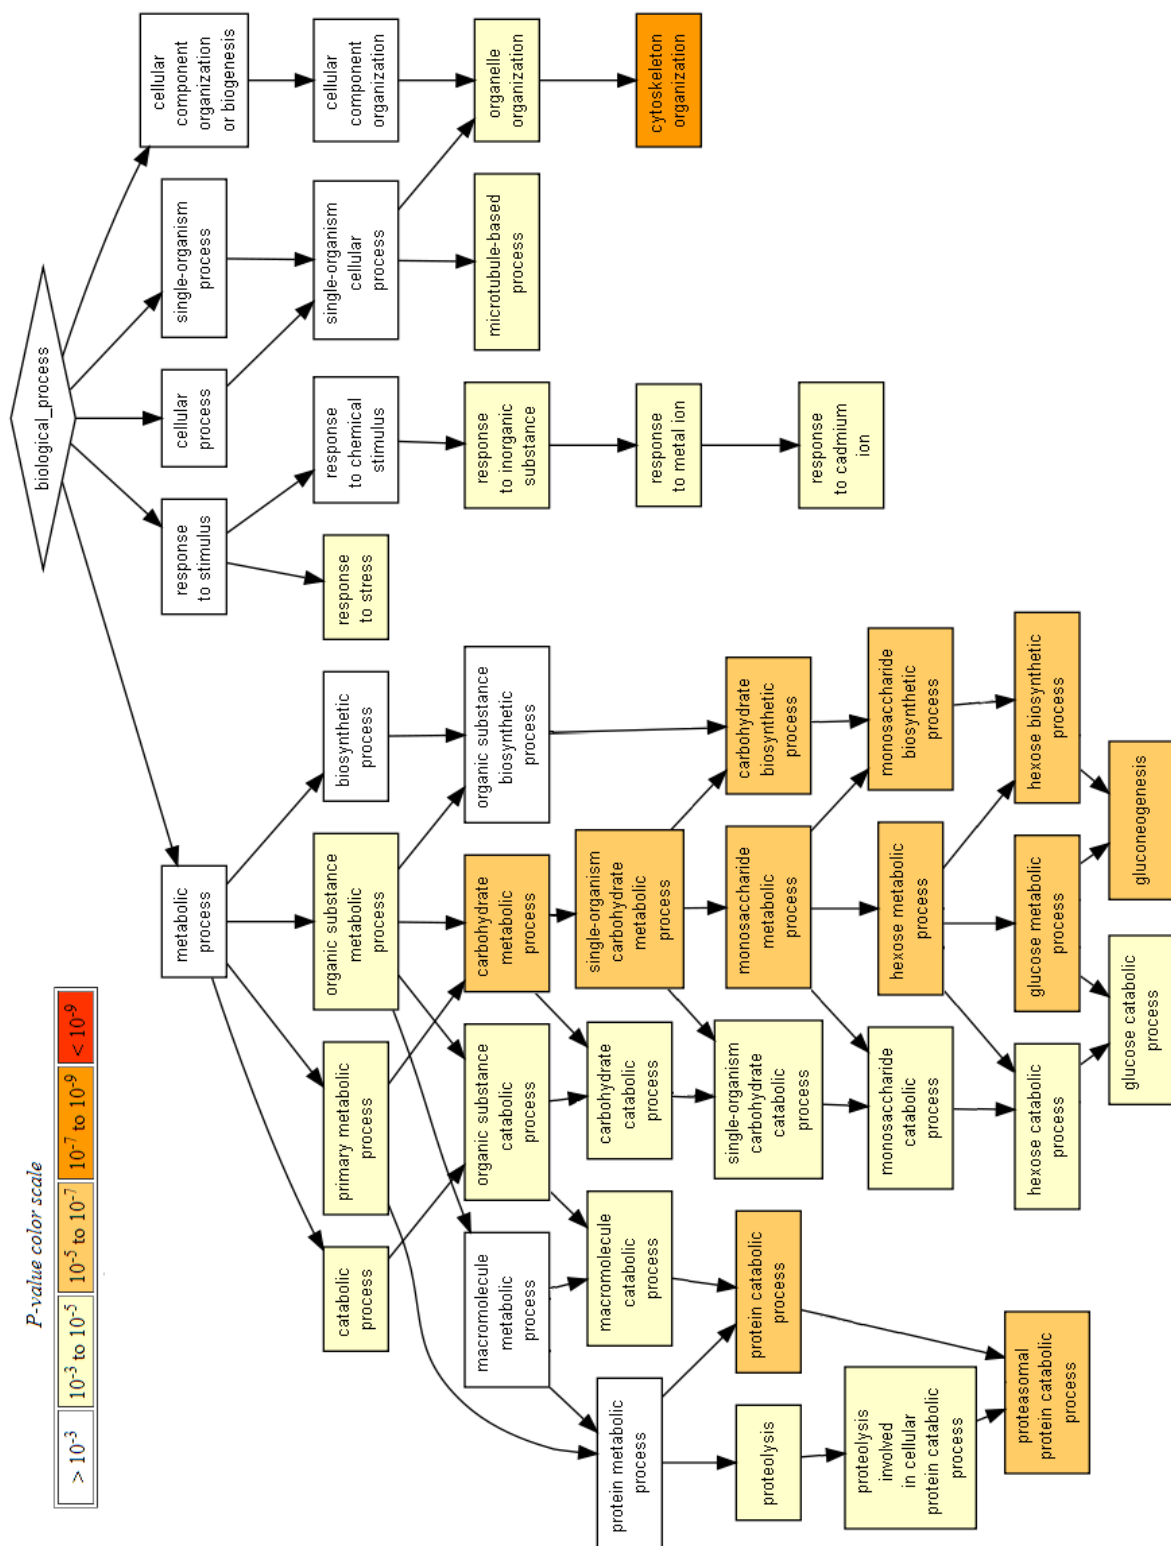 P-value color scale
> 10-3
10-3 to 10-5
10-5 to 10-7
10-7 to 10-9
< 10-9
biological_process
metabolic
process
response
to stimulus
cellular
process
single-organism
process
cellular
component
organization
or biogenesis
catabolic
process
primary metabolic
process
organic substance
metabolic
process
biosynthetic
process
response
to stress
response
to chemical
stimulus
single-organism
cellular
process
cellular
component
organization
macromolecule
metabolic
process
organic substance
catabolic
process
carbohydrate
metabolic
process
organic substance
biosynthetic
process
response
to inorganic
substance
microtubule-based
process
organelle
organization
protein metabolic
process
macromolecule
catabolic
process
carbohydrate
catabolic
process
single-organism
carbohydrate
metabolic
process
response
to metal ion
cytoskeleton
organization
proteolysis
protein catabolic
process
single-organism
carbohydrate
catabolic
process
monosaccharide
metabolic
process
carbohydrate
biosynthetic
process
response
to cadmium
ion
proteolysis
involved
in cellular
protein catabolic
process
monosaccharide
catabolic
process
hexose metabolic
process
monosaccharide
biosynthetic
process
proteasomal
protein catabolic
process
hexose catabolic
process
glucose metabolic
process
hexose biosynthetic
process
glucose catabolic
process
gluconeogenesis